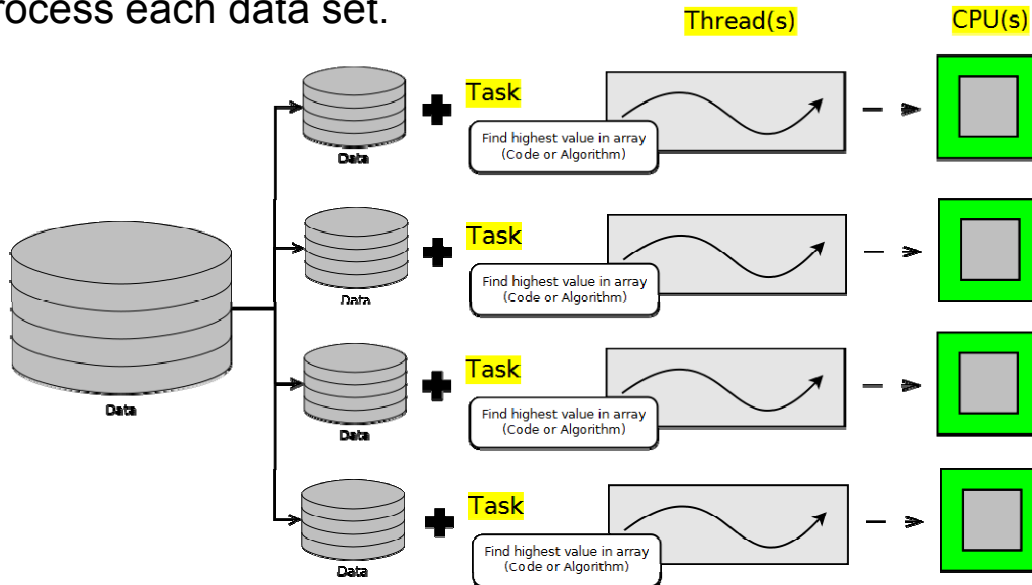 rocess each data set.
Thread(s)
CPU(s)
Task
Find highest value in array
(Code or Algorithm)
Data
Task
Find highest value in array
(Code or Algorithm)
Data
Data
Task
Find highest value in array
(Code or Algorithm)
Data
Task
Find highest value in array
(Code or Algorithm)
Data